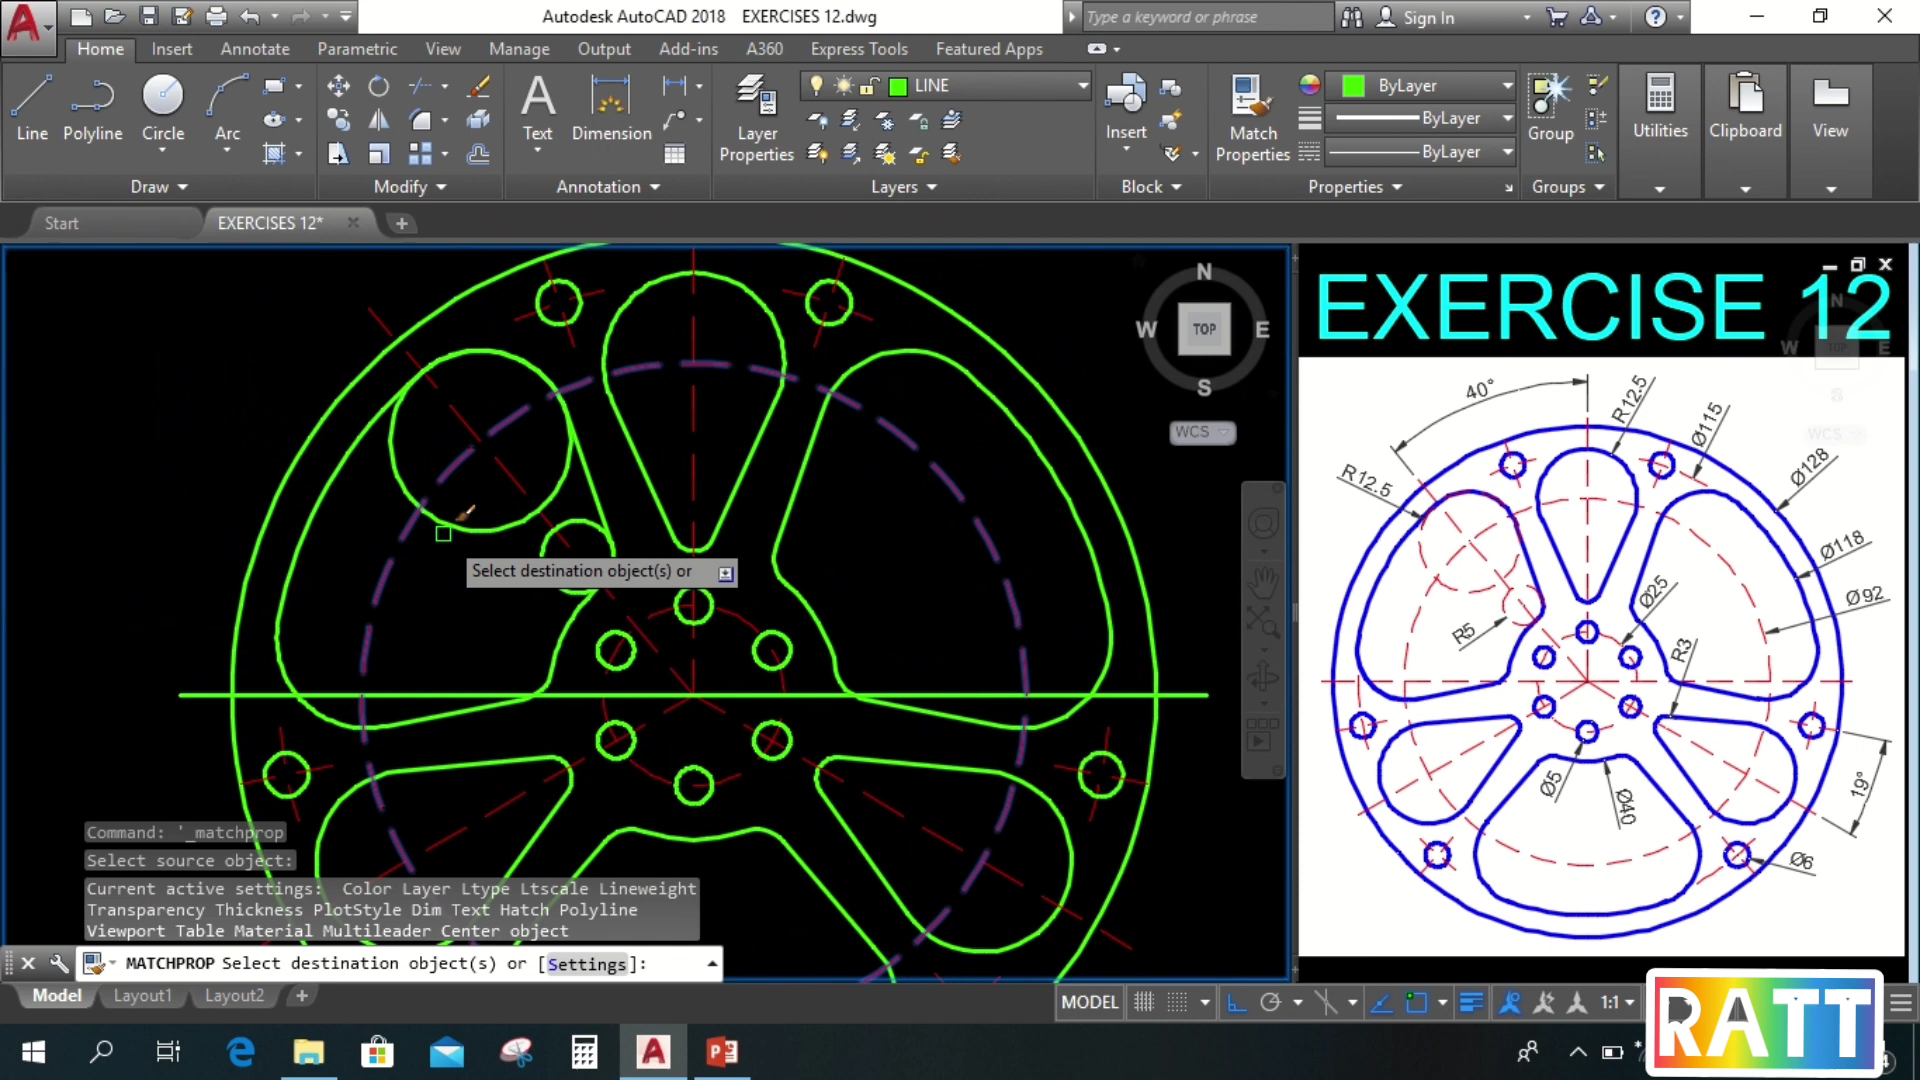 Autodesk AutoCAD 2018 EXERCISES 12.dwg
Type a keyword or phrase
Sign In
Home Insert Annotate Parametric View Manage Output Add-ins A360 Express Tools Featured Apps
Line Polyline Circle Arc
Text Dimension
Layer Properties
LINE
Insert
Match Properties
ByLayer
ByLayer
ByLayer
Group
Utilities Clipboard View
Draw Modify Annotation Layers Block Properties Groups
Start EXERCISES 12*
N
W TOP E
S
WCS
Select destination object(s) or
Command: '_matchprop
Select source object:
Current active settings: Color Layer Ltype Ltscale Lineweight
Transparency Thickness PlotStyle Dim Text Hatch Polyline
Viewport Table Material Multileader Center object
MATCHPROP Select destination object(s) or [Settings]:
Model Layout1 Layout2
EXERCISE 12
N
W TOP E
S
WCS
40°
R12.5
Ø115
Ø128
R12.5
Ø118
Ø25
Ø92
R5
R3
19°
Ø5
Ø40
Ø6
MODEL 1:1
RATT